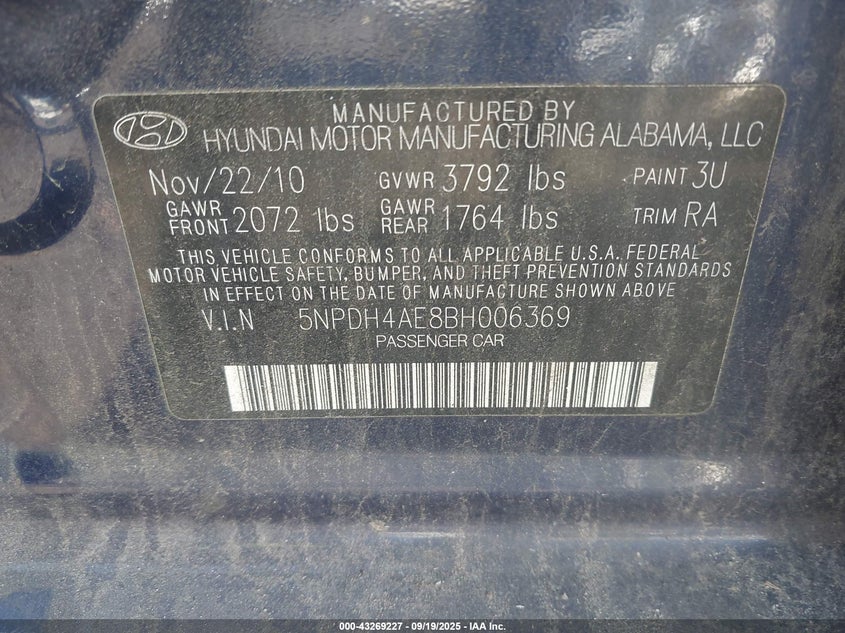 MANUFACTURED BY
HYUNDAI MOTOR MANUFACTURING ALABAMA, LLC
Nov/22/10 GVWR 3792 lbs PAINT 3U
GAWR FRONT 2072 lbs GAWR REAR 1764 lbs TRIM RA
THIS VEHICLE CONFORMS TO ALL APPLICABLE U.S.A. FEDERAL
MOTOR VEHICLE SAFETY, BUMPER, AND THEFT PREVENTION STANDARDS
IN EFFECT ON THE DATE OF MANUFACTURE SHOWN ABOVE
V.I.N 5NPDH4AE8BH006369
PASSENGER CAR
000-43269227 - 09/19/2025 - IAA Inc.